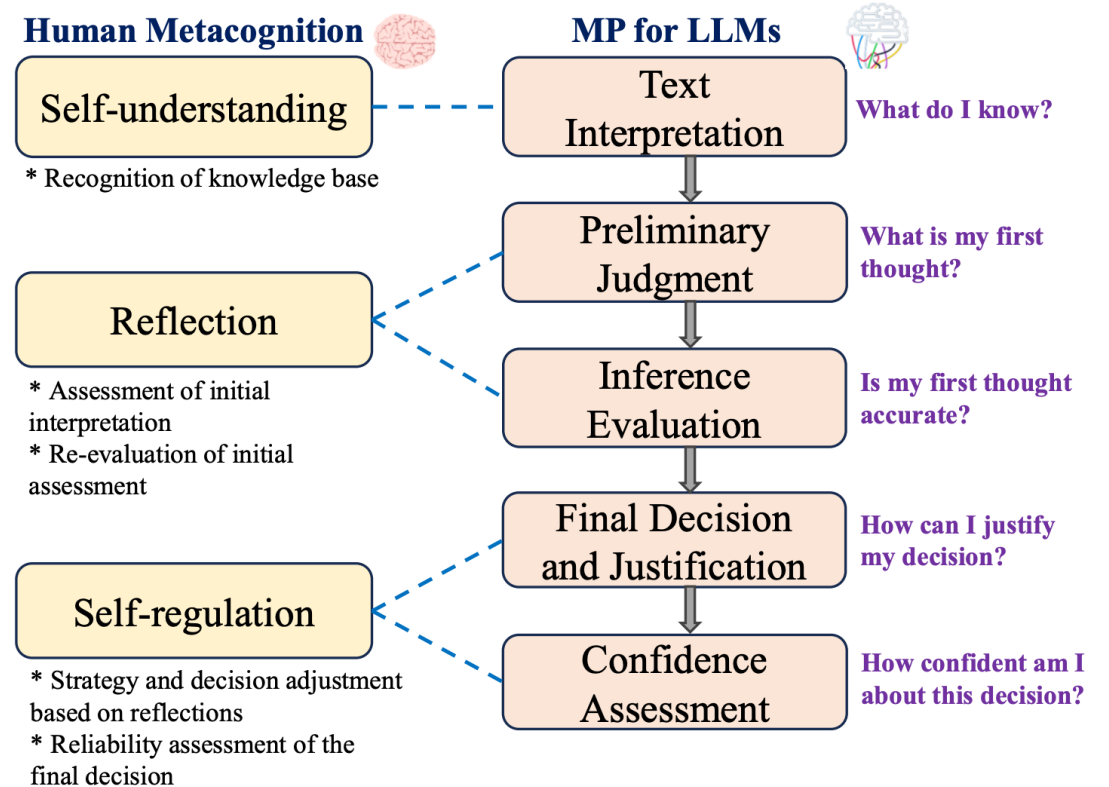 Human Metacognition
MP for LLMs
Self-understanding
* Recognition of knowledge base
Text
Interpretation
What do I know?
Preliminary
Judgment
What is my first
thought?
Reflection
* Assessment of initial
interpretation
* Re-evaluation of initial
assessment
Inference
Evaluation
Is my first thought
accurate?
Final Decision
and Justification
How can I justify
my decision?
Self-regulation
* Strategy and decision adjustment
based on reflections
* Reliability assessment of the
final decision
Confidence
Assessment
How confident am I
about this decision?